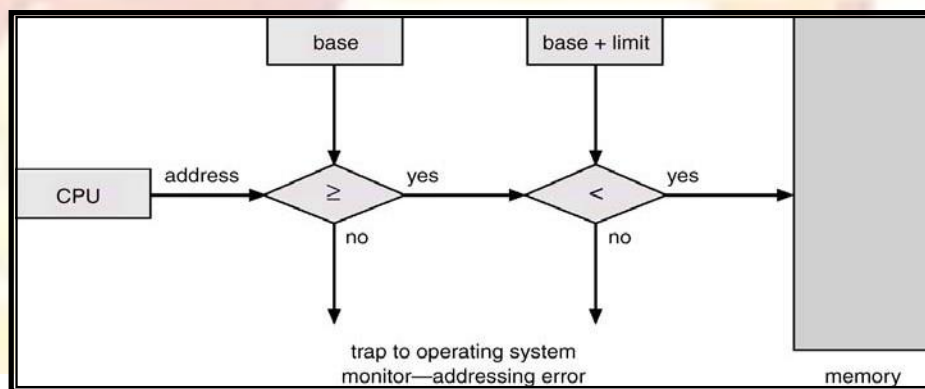 base
base + limit
CPU
address
≥
yes
<
yes
no
no
trap to operating system
monitor—addressing error
memory